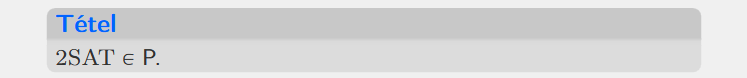 Tétel
2SAT ∈ P.